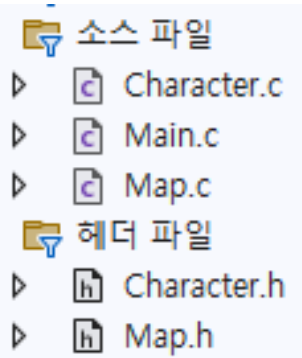 소스 파일
Character.c
Main.c
Map.c
헤더 파일
Character.h
Map.h